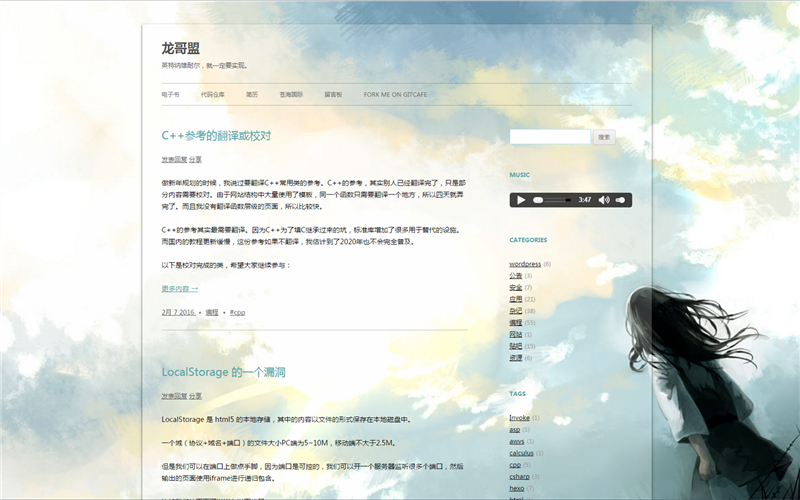 龙哥盟
英特纳雄耐尔，就一定要实现。
电子书 代码仓库 简历 苍海国际 留言板 FORK ME ON GITCAFE
C++参考的翻译或校对
发表回复 分享
做新年规划的时候，我说过要翻译C++常用类的参考。C++的参考，其实别人已经翻译完了，只是部
分内容需要校对。由于网站结构中大量使用了模板，同一个函数只需要翻译一个地方，所以四天就弄
完了。而且我没有翻译函数层级的页面，所以比较快。
C++的参考其实最需要翻译。因为C++为了填C继承过来的坑，标准库增加了很多用于替代的设施。
而国内的教程更新缓慢，这份参考如果不翻译，我估计到了2020年也不会完全普及。
以下是校对完成的类，希望大家继续参与：
更多内容 →
2月 7 2016 • 编程 • #cpp
LocalStorage 的一个漏洞
发表回复 分享
LocalStorage 是 html5 的本地存储，其中的内容以文件的形式保存在本地磁盘中。
一个域（协议+域名+端口）的文件大小PC端为5~10M，移动端不大于2.5M。
但是我们可以在端口上做点手脚，因为端口是可控的，我们可以开一个服务器监听很多个端口，然后
输出的页面使用iframe进行递归包含。
搜索
MUSIC
3:47
CATEGORIES
wordpress (6)
公告 (3)
安全 (7)
应用 (21)
杂记 (38)
编程 (55)
网站 (1)
贴吧 (15)
资源 (6)
TAGS
Invoke (1)
asp (1)
awvs (1)
calculus (1)
cpp (5)
csharp (3)
hexo (7)
html